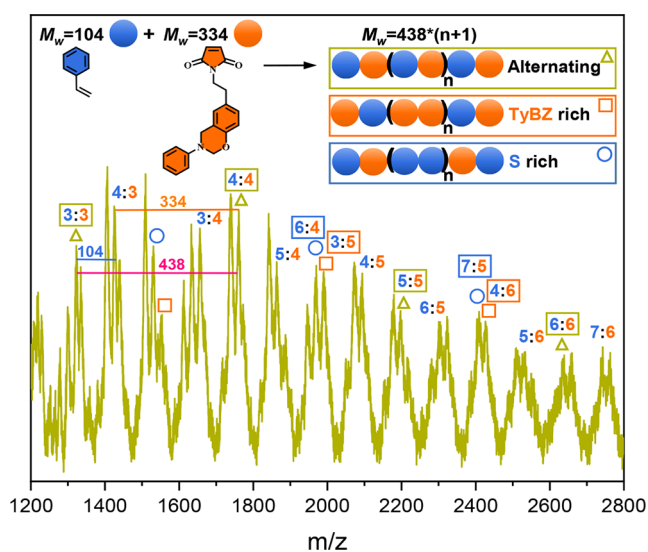 Mw=104 + Mw=334 Mw=438*(n+1)
O N O
N O
( ) n Alternating
( ) n TyBZ rich
( ) n S rich
3:3
4:3
334
3:4
4:4
104
438
5:4
6:4
3:5
4:5
5:5
6:5
7:5
4:6
5:6
6:6
7:6
1200 1400 1600 1800 2000 2200 2400 2600 2800
m/z